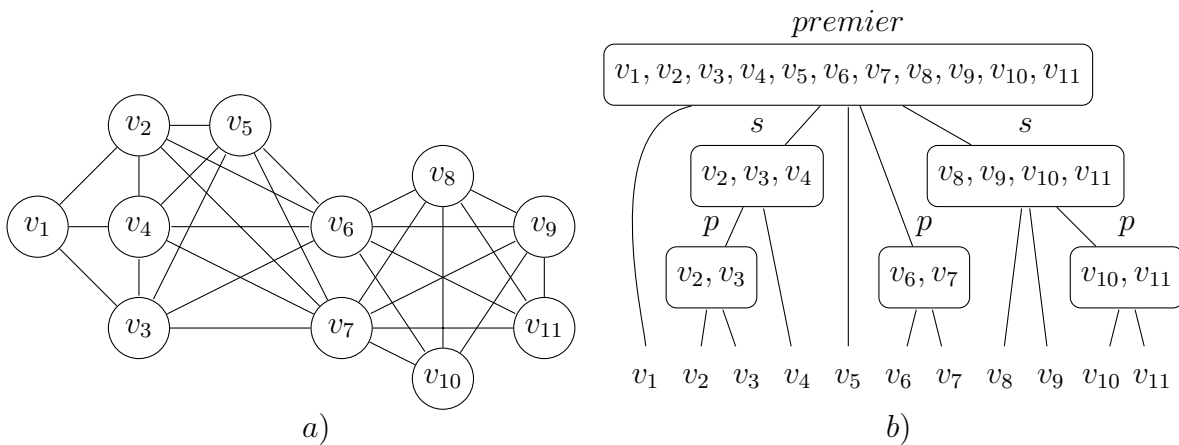 premier
v₁, v₂, v₃, v₄, v₅, v₆, v₇, v₈, v₉, v₁₀, v₁₁
s s
v₂, v₃, v₄ v₈, v₉, v₁₀, v₁₁
p p p
v₂, v₃ v₆, v₇ v₁₀, v₁₁
v₁ v₂ v₃ v₄ v₅ v₆ v₇ v₈ v₉ v₁₀ v₁₁
v₂ v₅
v₈
v₁ v₄ v₆ v₉
v₃ v₇ v₁₁
v₁₀
a) b)